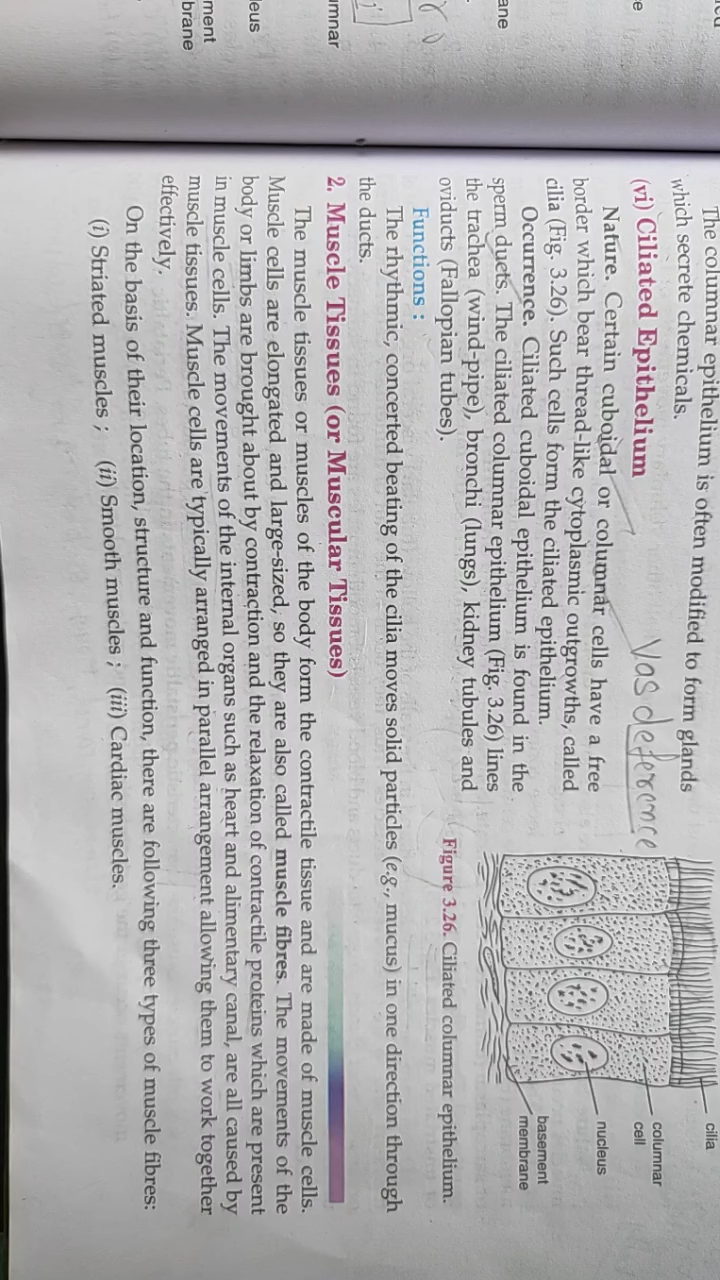 The columnar epithelium is often modified to form glands
which secrete chemicals.
(vi) Ciliated Epithelium
Vas deference
Nature. Certain cuboidal or columnar cells have a free
border which bear thread-like cytoplasmic outgrowths, called
cilia (Fig. 3.26). Such cells form the ciliated epithelium.
Occurrence. Ciliated cuboidal epithelium is found in the
sperm ducts. The ciliated columnar epithelium (Fig. 3.26) lines
the trachea (wind-pipe), bronchi (lungs), kidney tubules and
oviducts (Fallopian tubes).
cilia
columnar
cell
nucleus
basement
membrane
Figure 3.26. Ciliated columnar epithelium.
Functions :
The rhythmic, concerted beating of the cilia moves solid particles (e.g., mucus) in one direction through
the ducts.
2. Muscle Tissues (or Muscular Tissues)
The muscle tissues or muscles of the body form the contractile tissue and are made of muscle cells.
Muscle cells are elongated and large-sized, so they are also called muscle fibres. The movements of the
body or limbs are brought about by contraction and the relaxation of contractile proteins which are present
in muscle cells. The movements of the internal organs such as heart and alimentary canal, are all caused by
muscle tissues. Muscle cells are typically arranged in parallel arrangement allowing them to work together
effectively.
On the basis of their location, structure and function, there are following three types of muscle fibres:
(i) Striated muscles ; (ii) Smooth muscles ; (iii) Cardiac muscles.